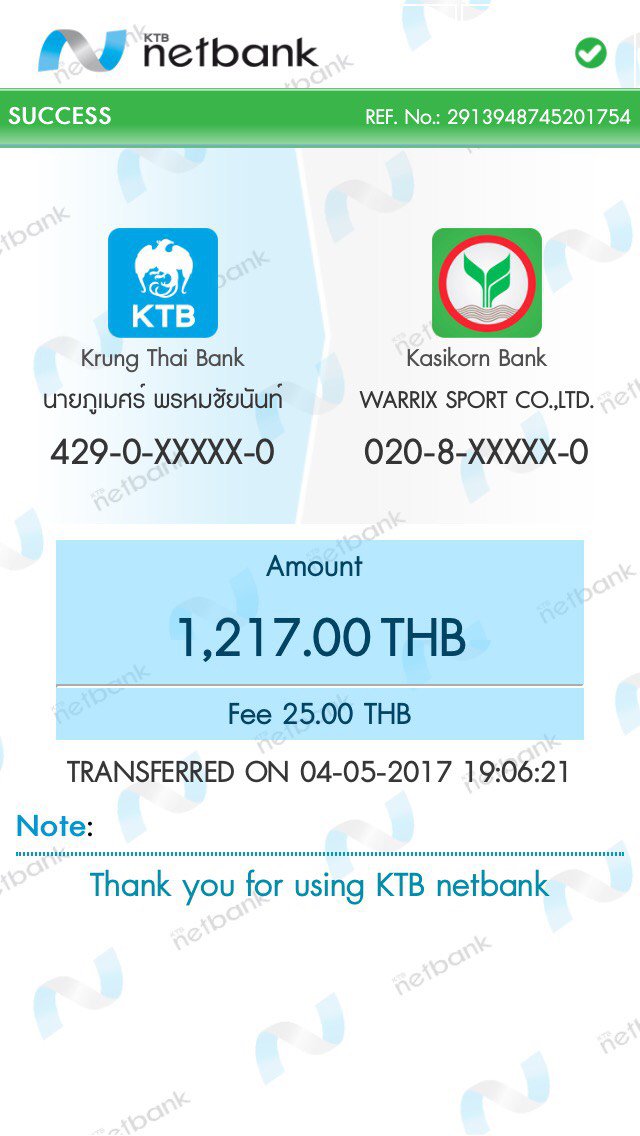 KTB
netbank
SUCCESS
REF. No.: 2913948745201754
KTB
Krung Thai Bank
Kasikorn Bank
นายภูเมศร์ พรหมชัยนันท์
WARRIX SPORT CO.,LTD.
429-0-XXXXX-0
020-8-XXXXX-0
Amount
1,217.00 THB
Fee 25.00 THB
TRANSFERRED ON 04-05-2017 19:06:21
Note:
Thank you for using KTB netbank